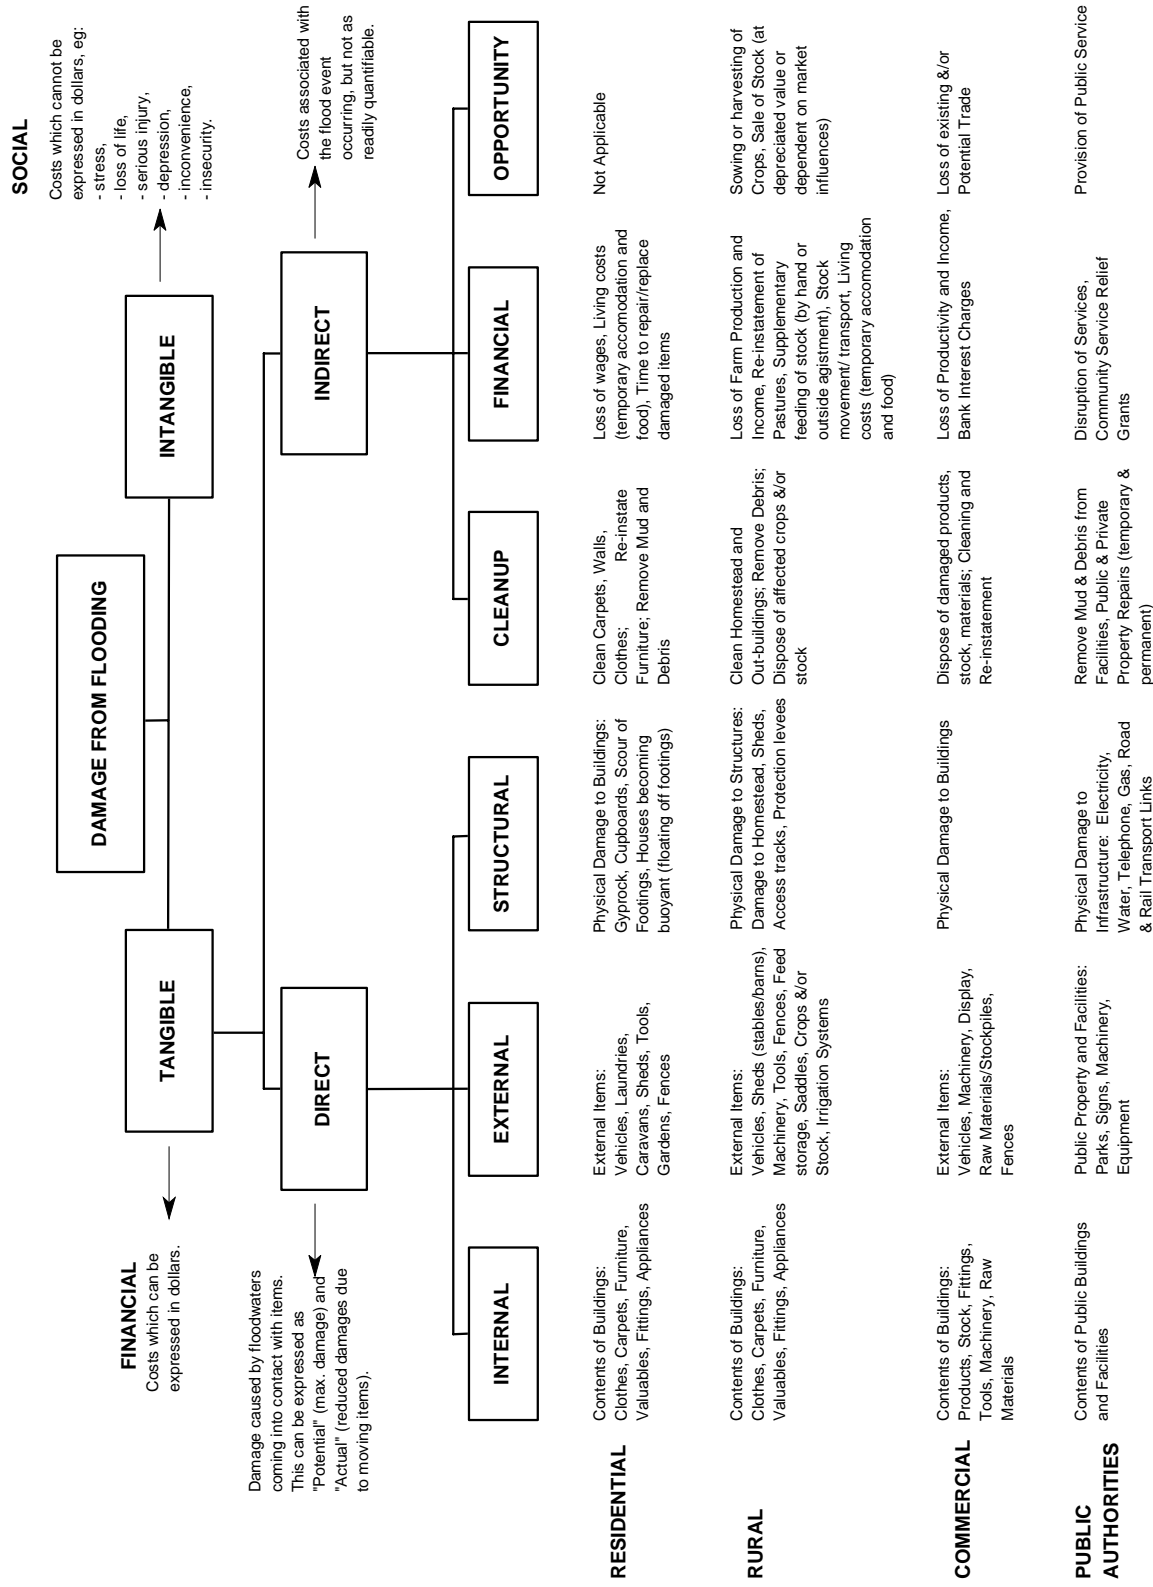 SOCIAL
Costs which cannot be
expressed in dollars, eg:
- stress,
- loss of life,
- serious injury,
- depression,
- inconvenience,
- insecurity.
DAMAGE FROM FLOODING
FINANCIAL
Costs which can be
expressed in dollars.
TANGIBLE
INTANGIBLE
Damage caused by floodwaters
coming into contact with items.
This can be expressed as
"Potential" (max. damage) and
"Actual" (reduced damages due
to moving items).
DIRECT
INDIRECT
Costs associated with
the flood event
occurring, but not as
readily quantifiable.
INTERNAL
EXTERNAL
STRUCTURAL
CLEANUP
FINANCIAL
OPPORTUNITY
RESIDENTIAL
Contents of Buildings:
Clothes, Carpets, Furniture,
Valuables, Fittings, Appliances
External Items:
Vehicles, Laundries,
Caravans, Sheds, Tools,
Gardens, Fences
Physical Damage to Buildings:
Gyprock, Cupboards, Scour of
Footings, Houses becoming
buoyant (floating off footings)
Clean Carpets, Walls,
Clothes; Re-instate
Furniture; Remove Mud and
Debris
Loss of wages, Living costs
(temporary accomodation and
food), Time to repair/replace
damaged items
Not Applicable
RURAL
Contents of Buildings:
Clothes, Carpets, Furniture,
Valuables, Fittings, Appliances
External Items:
Vehicles, Sheds (stables/barns),
Machinery, Tools, Fences, Feed
storage, Saddles, Crops &/or
Stock, Irrigation Systems
Physical Damage to Structures:
Damage to Homestead, Sheds,
Access tracks, Protection levees
Clean Homestead and
Out-buildings; Remove Debris;
Dispose of affected crops &/or
stock
Loss of Farm Production and
Income, Re-instatement of
Pastures, Supplementary
feeding of stock (by hand or
outside agistment), Stock
movement/ transport, Living
costs (temporary accomodation
and food)
Sowing or harvesting of
Crops, Sale of Stock (at
depreciated value or
dependent on market
influences)
COMMERCIAL
Contents of Buildings:
Products, Stock, Fittings,
Tools, Machinery, Raw
Materials
External Items:
Vehicles, Machinery, Display,
Raw Materials/Stockpiles,
Fences
Physical Damage to Buildings
Dispose of damaged products,
stock, materials; Cleaning and
Re-instatement
Loss of Productivity and Income,
Bank Interest Charges
Loss of existing &/or
Potential Trade
PUBLIC
AUTHORITIES
Contents of Public Buildings
and Facilities
Public Property and Facilities:
Parks, Signs, Machinery,
Equipment
Physical Damage to
Infrastructure: Electricity,
Water, Telephone, Gas, Road
& Rail Transport Links
Remove Mud & Debris from
Facilities, Public & Private
Property Repairs (temporary &
permanent)
Disruption of Services,
Community Service Relief
Grants
Provision of Public Service